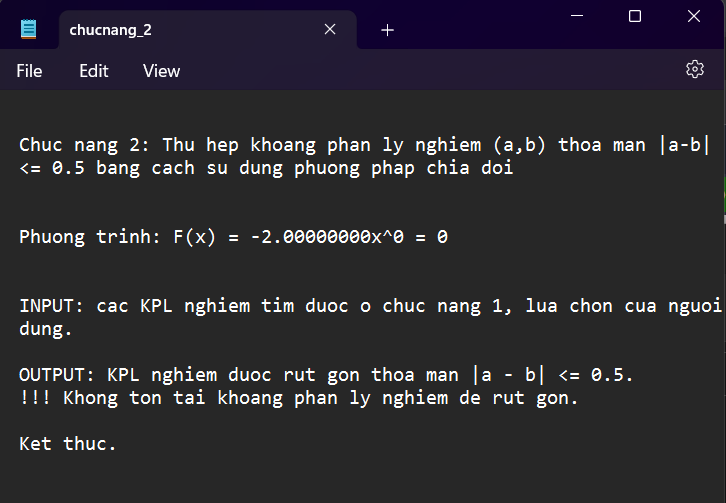 chucnang_2
File Edit View
Chuc nang 2: Thu hep khoang phan ly nghiem (a,b) thoa man |a-b|
<= 0.5 bang cach su dung phuong phap chia doi
Phuong trinh: F(x) = -2.00000000x^0 = 0
INPUT: cac KPL nghiem tim duoc o chuc nang 1, lua chon cua nguoi
dung.
OUTPUT: KPL nghiem duoc rut gon thoa man |a - b| <= 0.5.
!!! Khong ton tai khoang phan ly nghiem de rut gon.
Ket thuc.